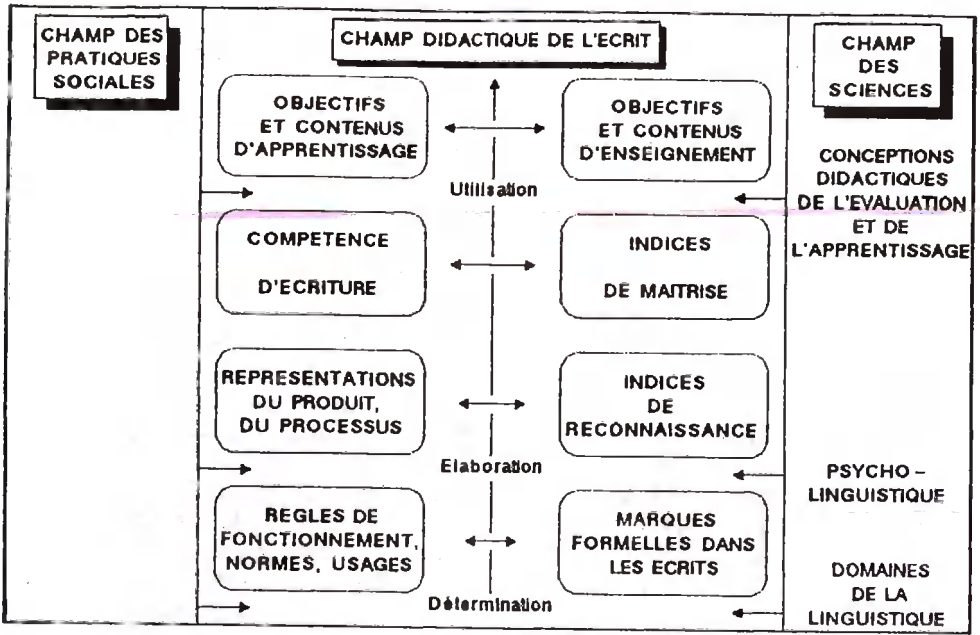 CHAMP DES
PRATIQUES
SOCIALES
CHAMP DIDACTIQUE DE L'ECRIT
CHAMP
DES
SCIENCES
OBJECTIFS
ET CONTENUS
D'APPRENTISSAGE
OBJECTIFS
ET CONTENUS
D'ENSEIGNEMENT
Utilisation
CONCEPTIONS
DIDACTIQUES
DE L'EVALUATION
ET DE
L'APPRENTISSAGE
COMPETENCE
D'ECRITURE
INDICES
DE MAITRISE
REPRESENTATIONS
DU PRODUIT,
DU PROCESSUS
INDICES
DE
RECONNAISSANCE
Elaboration
PSYCHO -
LINGUISTIQUE
REGLES DE
FONCTIONNEMENT,
NORMES, USAGES
MARQUES
FORMELLES DANS
LES ECRITS
Détermination
DOMAINES
DE LA
LINGUISTIQUE